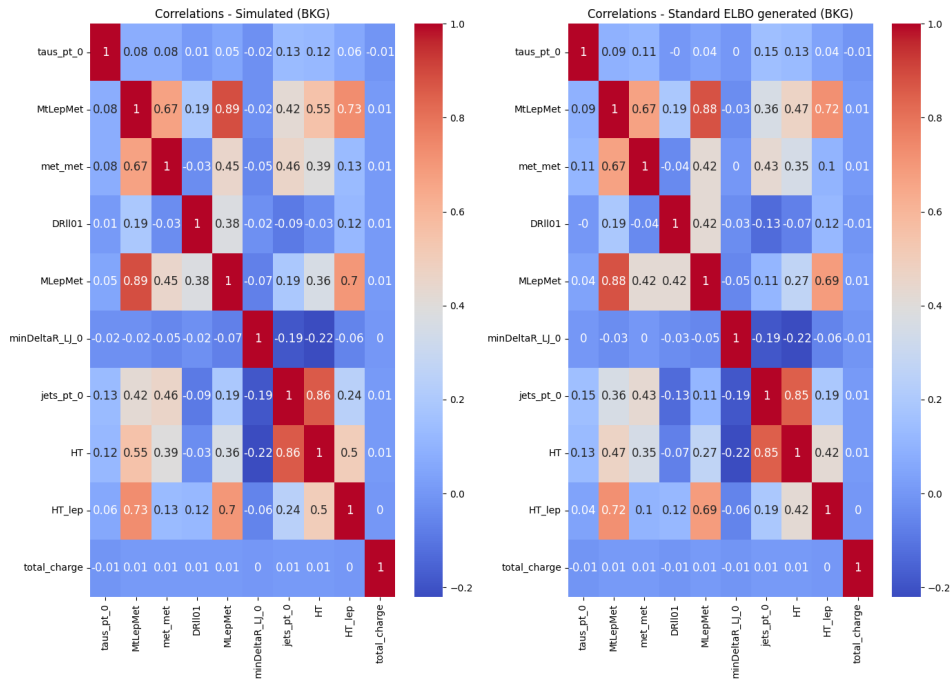 Correlations - Simulated (BKG)
taus_pt_0 1 0.08 0.08 0.01 0.05 -0.02 0.13 0.12 0.06 -0.01
MtLepMet 0.08 1 0.67 0.19 0.89 -0.02 0.42 0.55 0.73 0.01
met_met 0.08 0.67 1 -0.03 0.45 -0.05 0.46 0.39 0.13 0.01
DRll01 0.01 0.19 -0.03 1 0.38 -0.02 -0.09 -0.03 0.12 -0.01
MLepMet 0.05 0.89 0.45 0.38 1 -0.07 0.19 0.36 0.7 0.01
minDeltaR_LJ_0 -0.02 -0.02 -0.05 -0.02 -0.07 1 -0.19 -0.22 -0.06 0
jets_pt_0 0.13 0.42 0.46 -0.09 0.19 -0.19 1 0.86 0.24 0.01
HT 0.12 0.55 0.39 -0.03 0.36 -0.22 0.86 1 0.5 0.01
HT_lep 0.06 0.73 0.13 0.12 0.7 -0.06 0.24 0.5 1 0
total_charge -0.01 0.01 0.01 -0.01 0.01 0 0.01 0.01 0 1
taus_pt_0
MtLepMet
met_met
DRll01
MLepMet
minDeltaR_LJ_0
jets_pt_0
HT
HT_lep
total_charge
1.0
0.8
0.6
0.4
0.2
0.0
−0.2
Correlations - Standard ELBO generated (BKG)
taus_pt_0 1 0.09 0.11 -0 0.04 0 0.15 0.13 0.04 -0.01
MtLepMet 0.09 1 0.67 0.19 0.88 -0.03 0.36 0.47 0.72 0.01
met_met 0.11 0.67 1 -0.04 0.42 0 0.43 0.35 0.1 0.01
DRll01 -0 0.19 -0.04 1 0.42 -0.03 -0.13 -0.07 0.12 -0.01
MLepMet 0.04 0.88 0.42 0.42 1 -0.05 0.11 0.27 0.69 0.01
minDeltaR_LJ_0 0 -0.03 0 -0.03 -0.05 1 -0.19 -0.22 -0.06 -0.01
jets_pt_0 0.15 0.36 0.43 -0.13 0.11 -0.19 1 0.85 0.19 0.01
HT 0.13 0.47 0.35 -0.07 0.27 -0.22 0.85 1 0.42 0.01
HT_lep 0.04 0.72 0.1 0.12 0.69 -0.06 0.19 0.42 1 0
total_charge -0.01 0.01 0.01 -0.01 0.01 -0.01 0.01 0.01 0 1
taus_pt_0
MtLepMet
met_met
DRll01
MLepMet
minDeltaR_LJ_0
jets_pt_0
HT
HT_lep
total_charge
1.0
0.8
0.6
0.4
0.2
0.0
−0.2